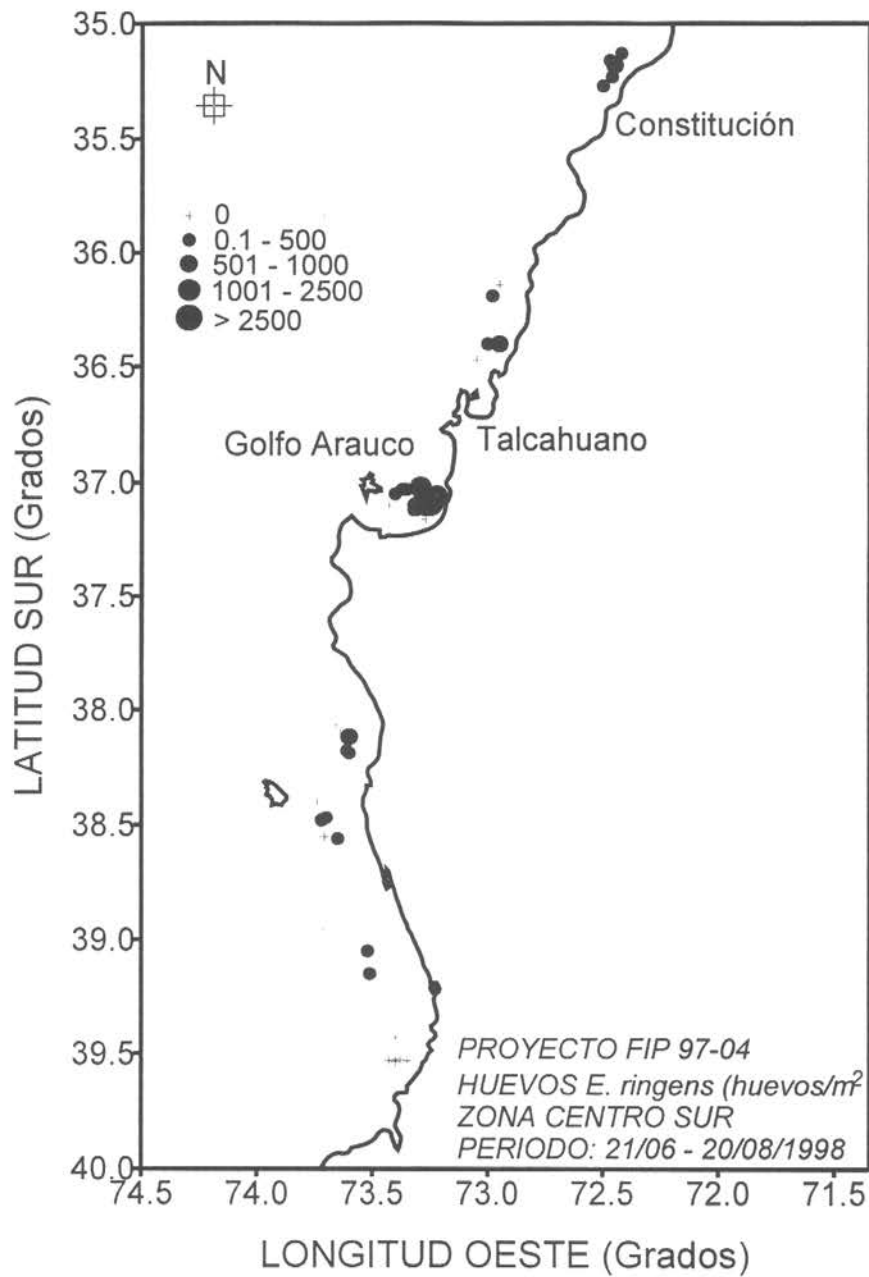 35.0
N
Constitución
35.5
0
0.1 - 500
36.0
501 - 1000
1001 - 2500
> 2500
36.5
Golfo Arauco
Talcahuano
37.0
LATITUD SUR (Grados)
37.5
38.0
38.5
39.0
39.5
PROYECTO FIP 97-04
HUEVOS E. ringens (huevos/m²
ZONA CENTRO SUR
PERIODO: 21/06 - 20/08/1998
40.0
74.5 74.0 73.5 73.0 72.5 72.0 71.5
LONGITUD OESTE (Grados)